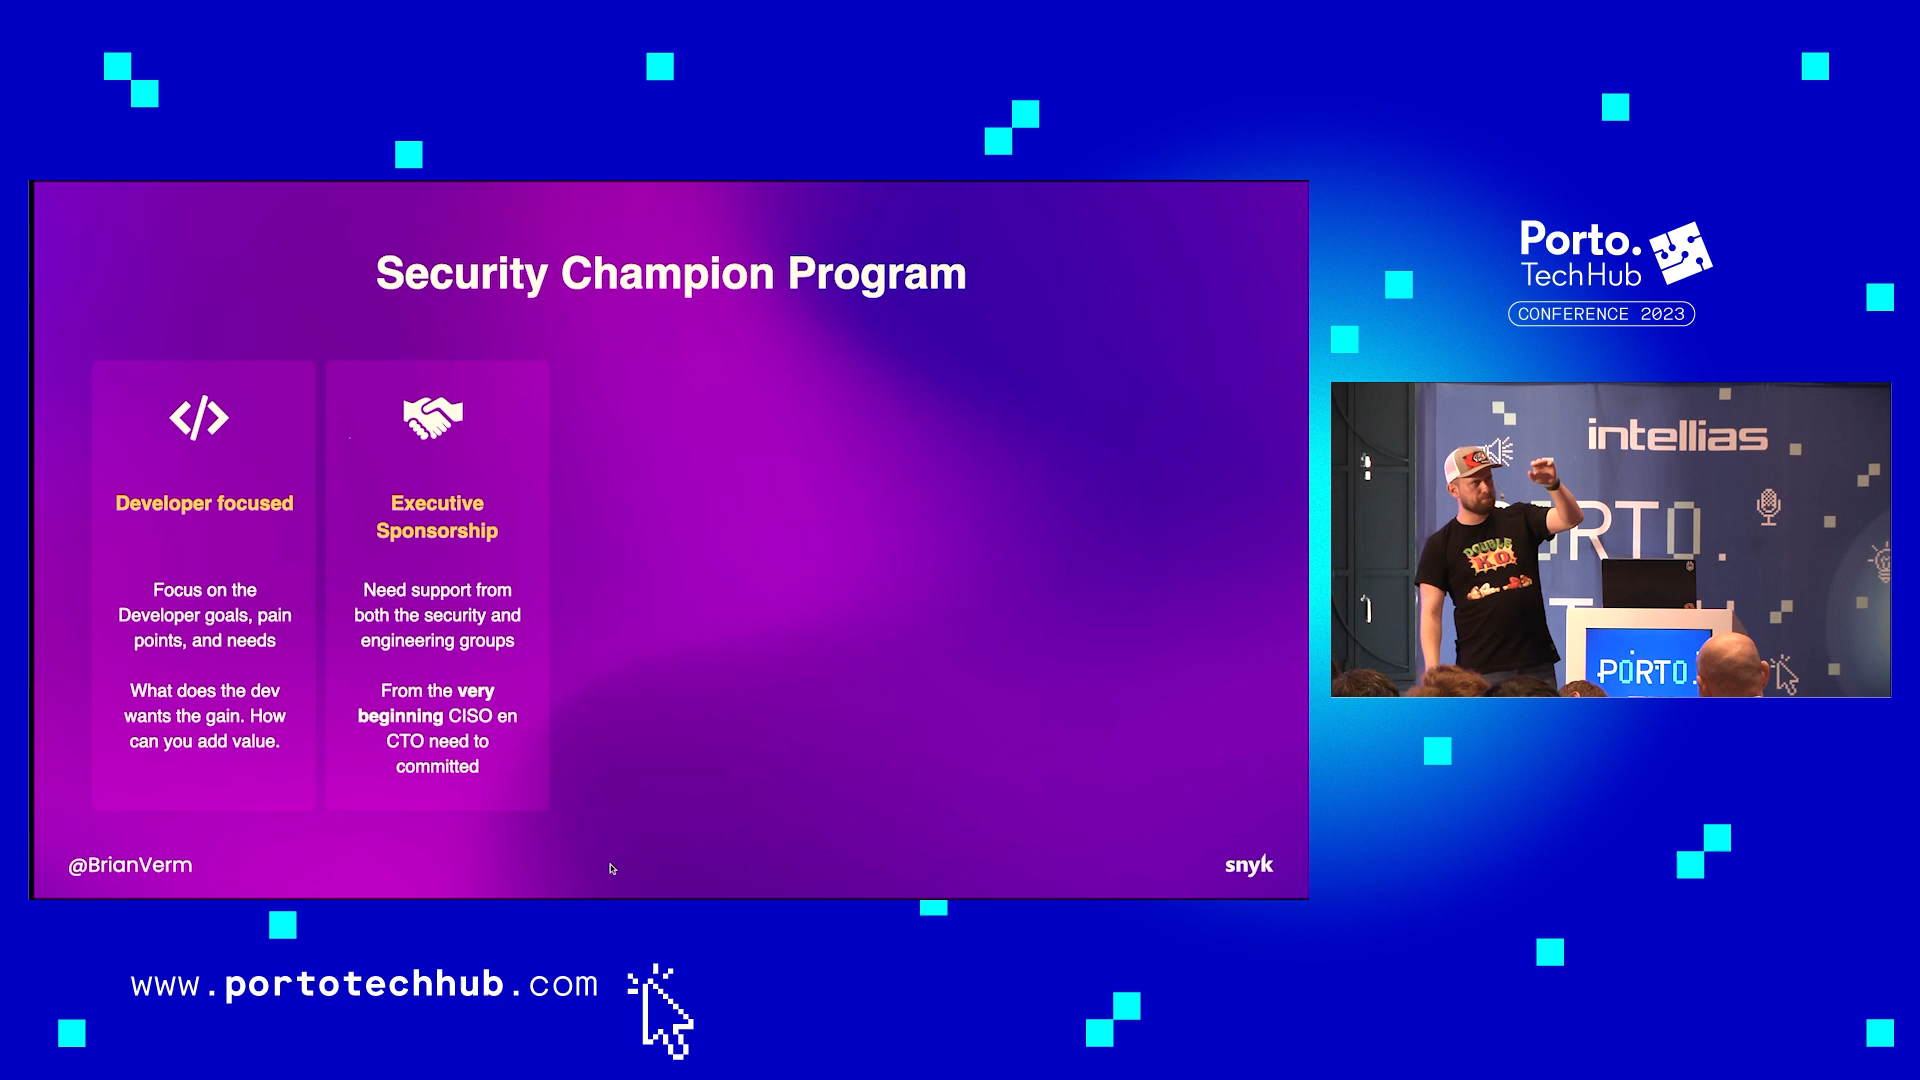 Security Champion Program
Developer focused
Focus on the
Developer goals, pain
points, and needs
What does the dev
wants the gain. How
can you add value.
Executive
Sponsorship
Need support from
both the security and
engineering groups
From the very
beginning CISO en
CTO need to
committed
@BrianVerm
snyk
Porto.
TechHub
CONFERENCE 2023
intellias
DOUBLE
KO
PORTO.
www.portotechhub.com